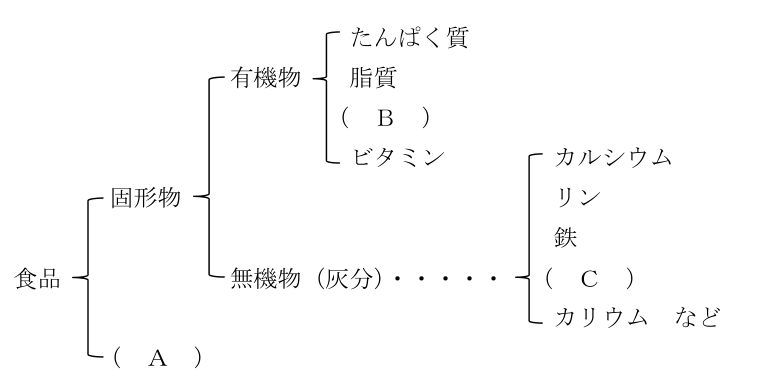 たんぱく質
有機物
脂質
（ B ）
ビタミン
カルシウム
固形物
リン
鉄
食品
無機物（灰分）・・・・・
（ C ）
カリウム など
（ A ）